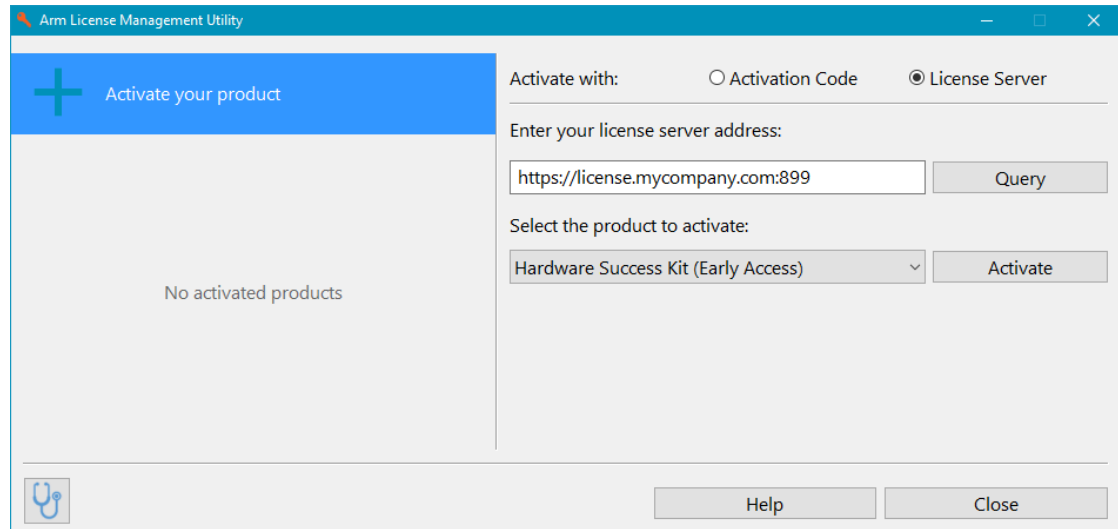 Arm License Management Utility
Activate your product
No activated products
Activate with:
Activation Code
License Server
Enter your license server address:
https://license.mycompany.com:899
Query
Select the product to activate:
Hardware Success Kit (Early Access)
Activate
Help
Close